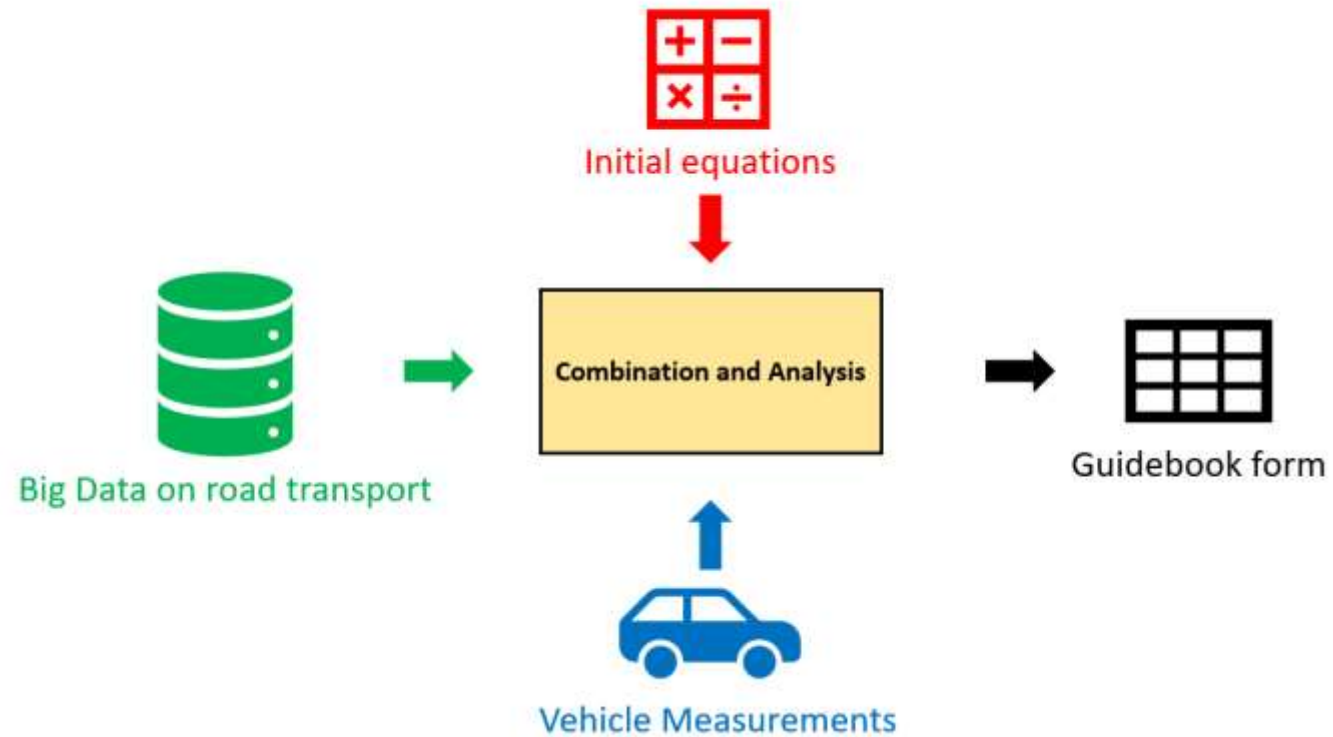 Initial equations
Big Data on road transport
Combination and Analysis
Guidebook form
Vehicle Measurements